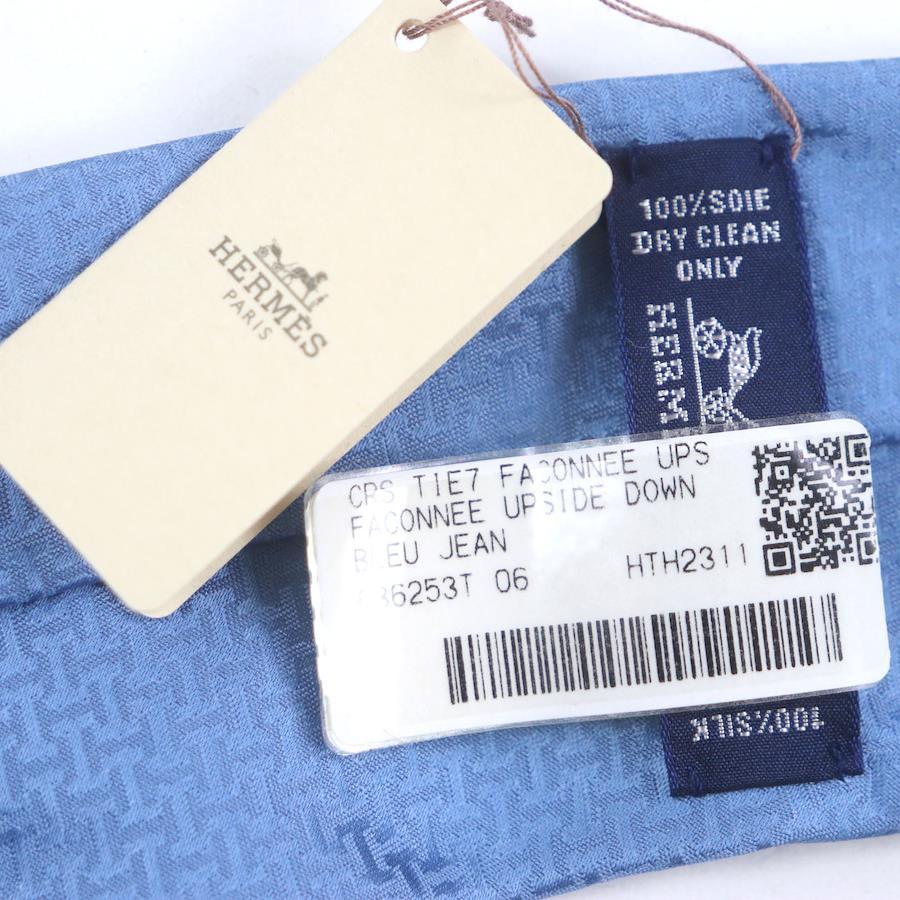 HERMÈS
PARIS
100%SOIE
DRY CLEAN
ONLY
HERM
CRS TIE7 FACONNEE UPS
FACONNEE UPSIDE DOWN
BLEU JEAN
36253T 06
HTH2311
100%SILK